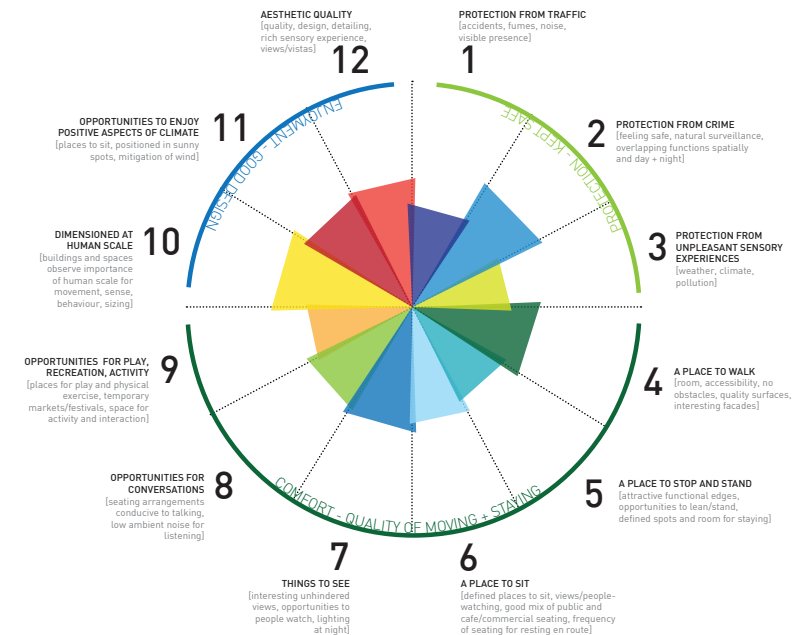 AESTHETIC QUALITY
[quality, design, detailing,
rich sensory experience,
views/vistas]
12
PROTECTION FROM TRAFFIC
[accidents, fumes, noise,
visible presence]
1
2
PROTECTION FROM CRIME
[feeling safe, natural surveillance,
overlapping functions spatially
and day + night]
3
PROTECTION FROM
UNPLEASANT SENSORY
EXPERIENCES
[weather, climate,
pollution]
4
A PLACE TO WALK
[room, accessibility, no
obstacles, quality surfaces,
interesting facades]
5
A PLACE TO STOP AND STAND
[attractive functional edges,
opportunities to lean/stand,
defined spots and room for staying]
6
A PLACE TO SIT
[defined places to sit, views/people-
watching, good mix of public and
cafe/commercial seating, frequency
of seating for resting en route]
7
THINGS TO SEE
[interesting unhindered
views, opportunities to
people watch, lighting
at night]
8
OPPORTUNITIES FOR
CONVERSATIONS
[seating arrangements
conducive to talking,
low ambient noise for
listening]
9
OPPORTUNITIES FOR PLAY,
RECREATION, ACTIVITY
[places for play and physical
exercise, temporary
markets/festivals, space for
activity and interaction]
10
DIMENSIONED AT
HUMAN SCALE
[buildings and spaces
observe importance
of human scale for
movement, sense,
behaviour, sizing]
11
OPPORTUNITIES TO ENJOY
POSITIVE ASPECTS OF CLIMATE
[places to sit, positioned in sunny
spots, mitigation of wind]
ENJOYMENT - GOOD DESIGN
PROTECTION - KEPT SAFE
COMFORT - QUALITY OF MOVING + STAYING